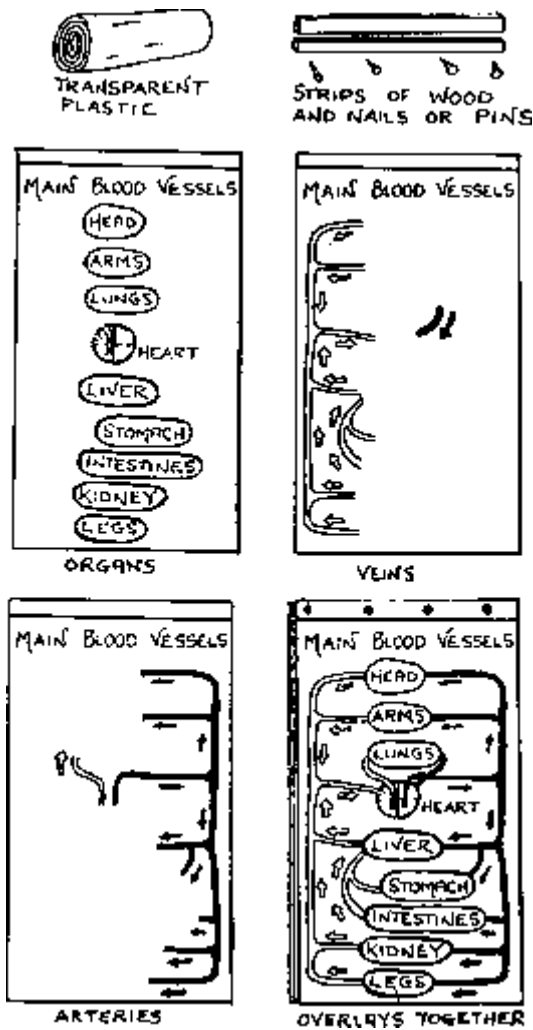 TRANSPARENT
PLASTIC
STRIPS OF WOOD
AND NAILS OR PINS
MAIN BLOOD VESSELS
HEAD
ARMS
LUNGS
HEART
LIVER
STOMACH
INTESTINES
KIDNEY
LEGS
ORGANS
MAIN BLOOD VESSELS
VEINS
MAIN BLOOD VESSELS
ARTERIES
MAIN BLOOD VESSELS
HEAD
ARMS
LUNGS
HEART
LIVER
STOMACH
INTESTINES
KIDNEY
LEGS
OVERLAYS TOGETHER